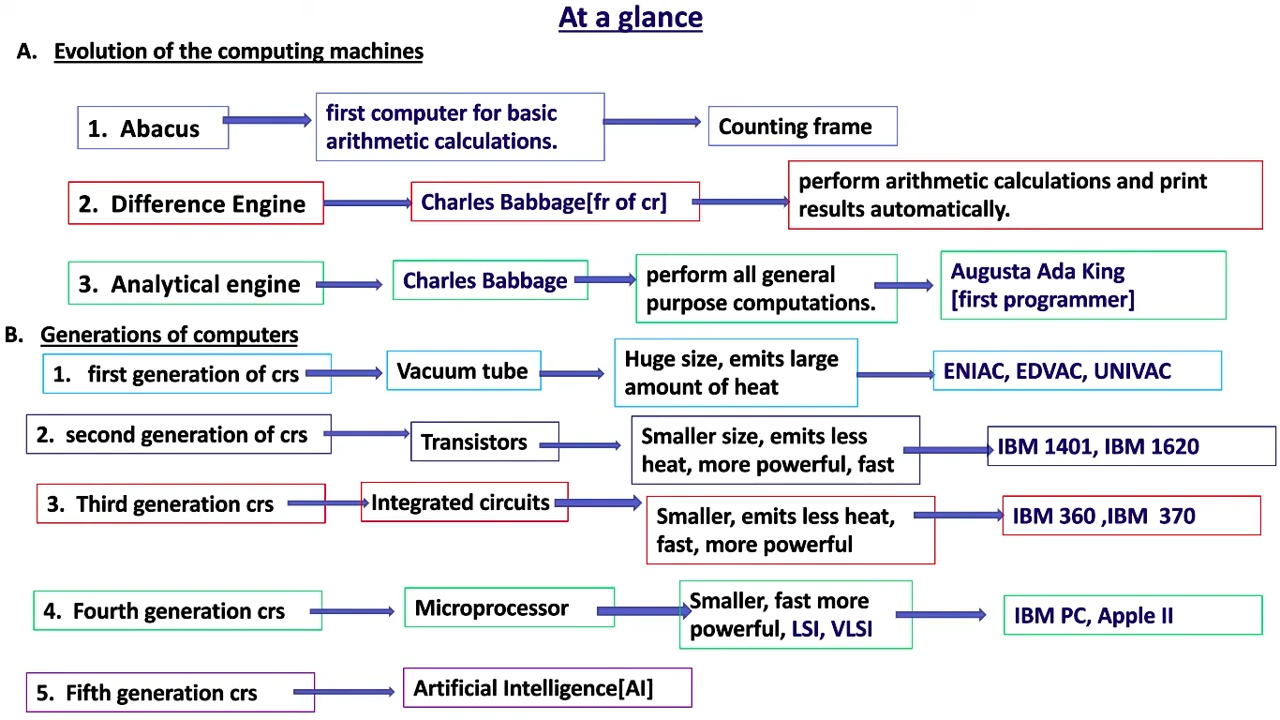 At a glance
A. Evolution of the computing machines
1. Abacus
first computer for basic
arithmetic calculations.
Counting frame
2. Difference Engine
Charles Babbage[fr of cr]
perform arithmetic calculations and print
results automatically.
3. Analytical engine
Charles Babbage
perform all general
purpose computations.
Augusta Ada King
[first programmer]
B. Generations of computers
1. first generation of crs
Vacuum tube
Huge size, emits large
amount of heat
ENIAC, EDVAC, UNIVAC
2. second generation of crs
Transistors
Smaller size, emits less
heat, more powerful, fast
IBM 1401, IBM 1620
3. Third generation crs
Integrated circuits
Smaller, emits less heat,
fast, more powerful
IBM 360 ,IBM 370
4. Fourth generation crs
Microprocessor
Smaller, fast more
powerful, LSI, VLSI
IBM PC, Apple II
5. Fifth generation crs
Artificial Intelligence[AI]